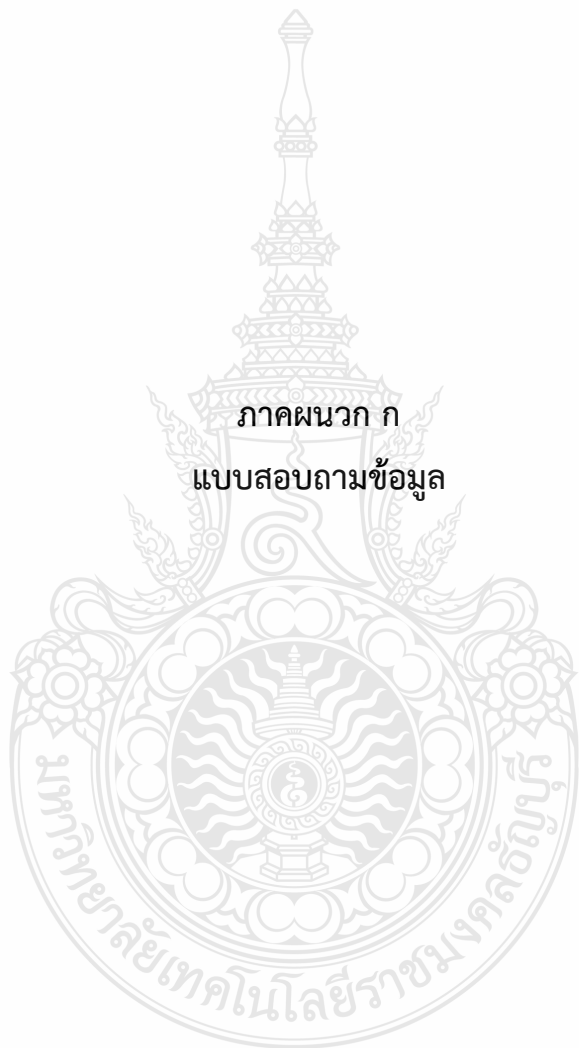 ภาคผนวก ก
แบบสอบถามข้อมูล
มหาวิทยาลัยเทคโนโลยีราชมงคลธัญบุรี